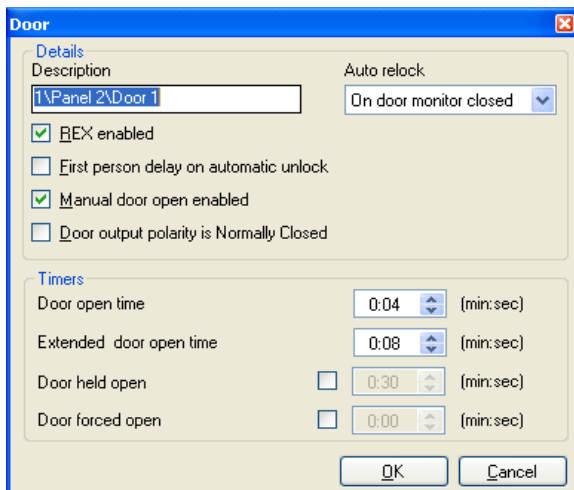 Door
Details
Description
Auto relock
1\Panel 2\Door 1
On door monitor closed
REX enabled
First person delay on automatic unlock
Manual door open enabled
Door output polarity is Normally Closed
Timers
Door open time 0:04 (min:sec)
Extended door open time 0:08 (min:sec)
Door held open 0:30 (min:sec)
Door forced open 0:00 (min:sec)
OK Cancel